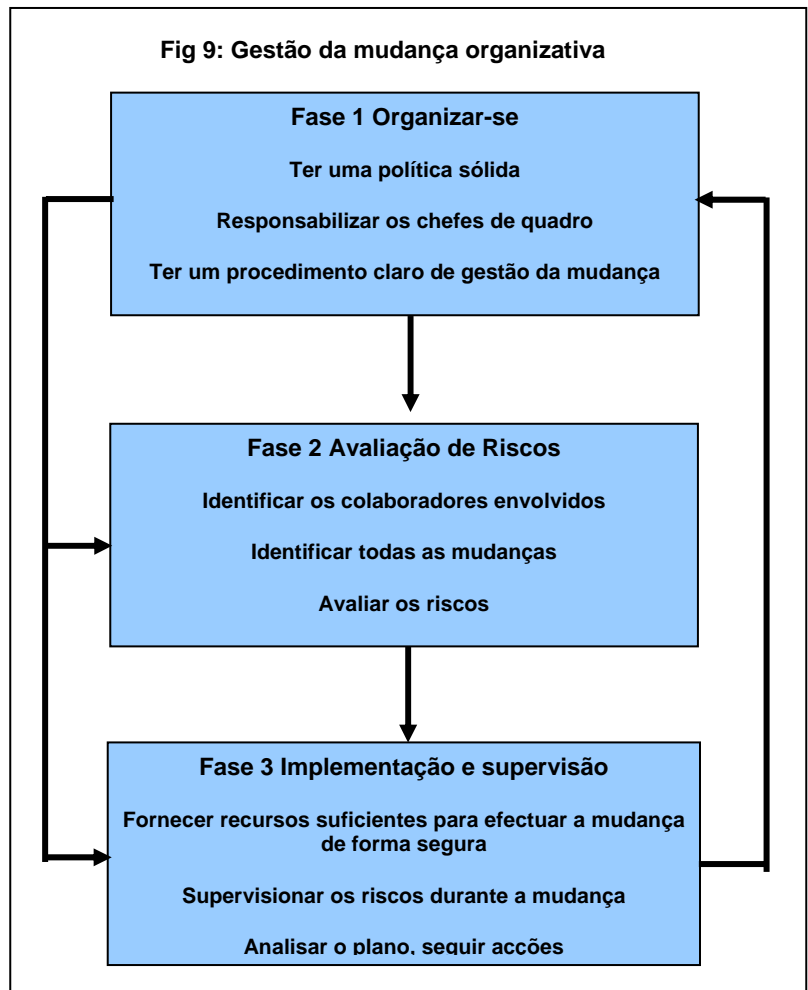 Fig 9: Gestão da mudança organizativa
Fase 1 Organizar-se
Ter uma política sólida
Responsabilizar os chefes de quadro
Ter um procedimento claro de gestão da mudança
Fase 2 Avaliação de Riscos
Identificar os colaboradores envolvidos
Identificar todas as mudanças
Avaliar os riscos
Fase 3 Implementação e supervisão
Fornecer recursos suficientes para efectuar a mudança
de forma segura
Supervisionar os riscos durante a mudança
Analisar o plano, seguir acções